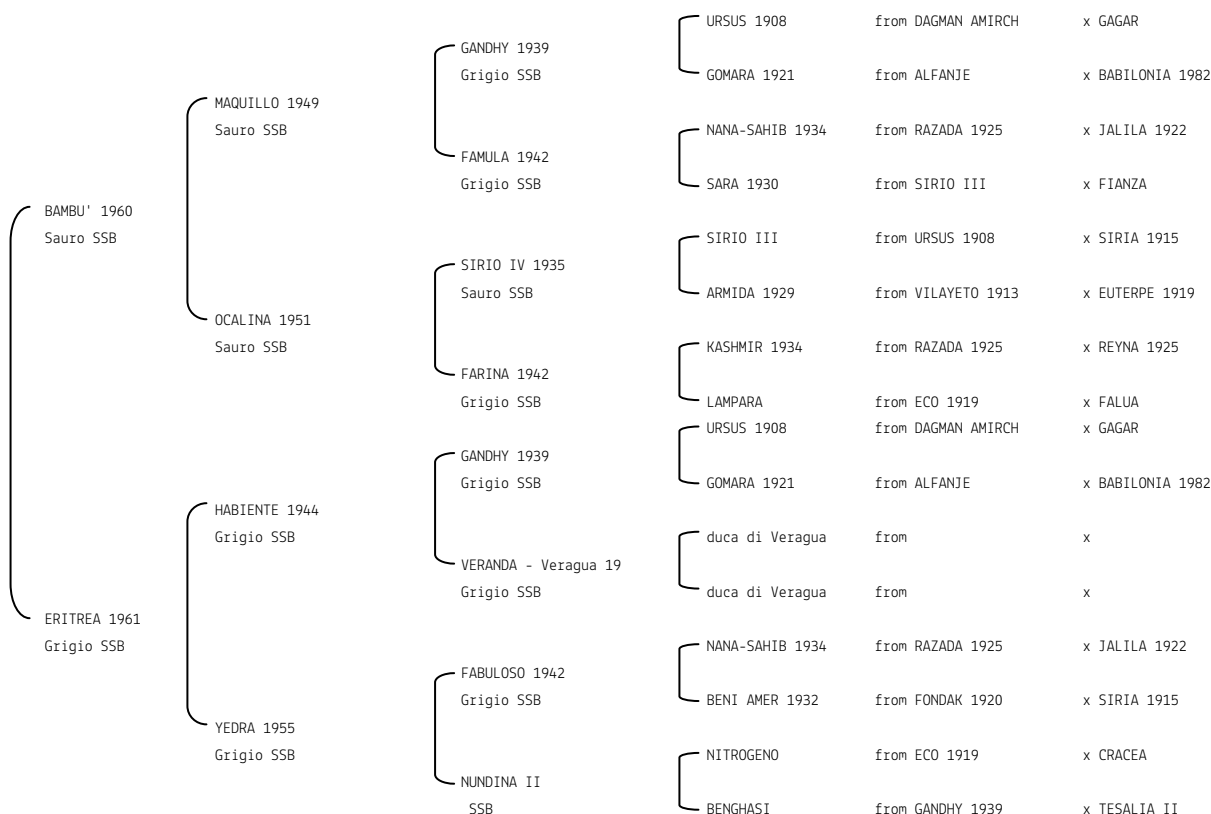 URSUS 1908 from DAGMAN AMIRCH x GAGAR
GANDHY 1939
Grigio SSB GOMARA 1921 from ALFANJE x BABILONIA 1982
MAQUILLO 1949
Sauro SSB NANA-SAHIB 1934 from RAZADA 1925 x JALILA 1922
FAMULA 1942
Grigio SSB SARA 1930 from SIRIO III x FIANZA
BAMBU' 1960
Sauro SSB SIRIO III from URSUS 1908 x SIRIA 1915
SIRIO IV 1935
Sauro SSB ARMIDA 1929 from VILAYETO 1913 x EUTERPE 1919
OCALINA 1951
Sauro SSB KASHMIR 1934 from RAZADA 1925 x REYNA 1925
FARINA 1942
Grigio SSB LAMPARA from ECO 1919 x FALUA
URSUS 1908 from DAGMAN AMIRCH x GAGAR
GANDHY 1939
Grigio SSB GOMARA 1921 from ALFANJE x BABILONIA 1982
HABIENTE 1944
Grigio SSB duca di Veragua from x
VERANDA - Veragua 19
Grigio SSB duca di Veragua from x
ERITREA 1961
Grigio SSB NANA-SAHIB 1934 from RAZADA 1925 x JALILA 1922
FABULOSO 1942
Grigio SSB BENI AMER 1932 from FONDAK 1920 x SIRIA 1915
YEDRA 1955
Grigio SSB NITROGENO from ECO 1919 x CRACEA
NUNDINA II
SSB BENGHASI from GANDHY 1939 x TESALIA II